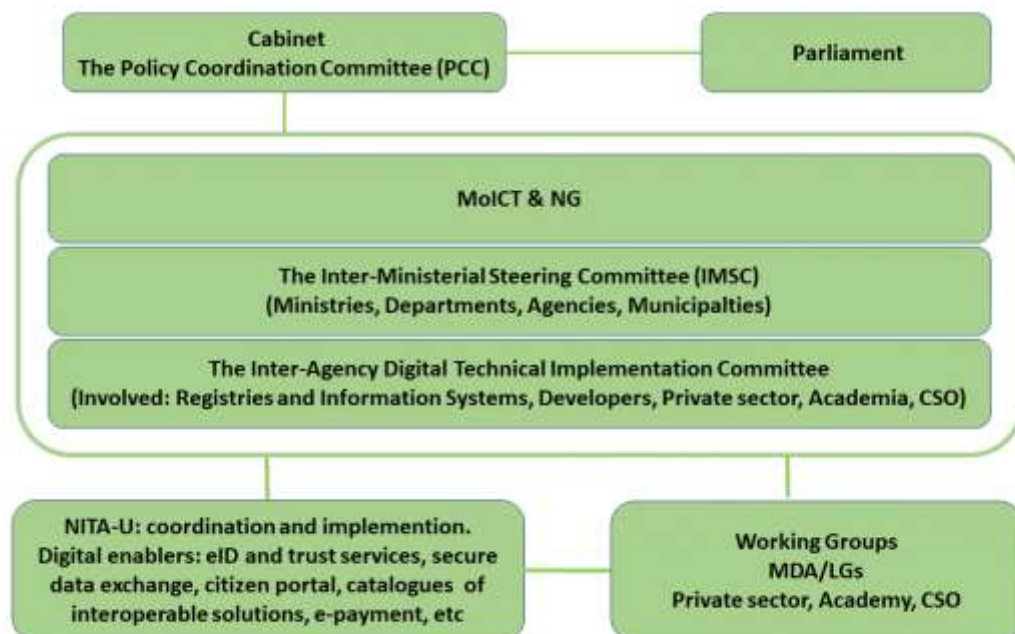 Cabinet
The Policy Coordination Committee (PCC)
Parliament
MoICT & NG
The Inter-Ministerial Steering Committee (IMSC)
(Ministries, Departments, Agencies, Municipalties)
The Inter-Agency Digital Technical Implementation Committee
(Involved: Registries and Information Systems, Developers, Private sector, Academia, CSO)
NITA-U: coordination and implemention.
Digital enablers: eID and trust services, secure
data exchange, citizen portal, catalogues of
interoperable solutions, e-payment, etc
Working Groups
MDA/LGs
Private sector, Academy, CSO